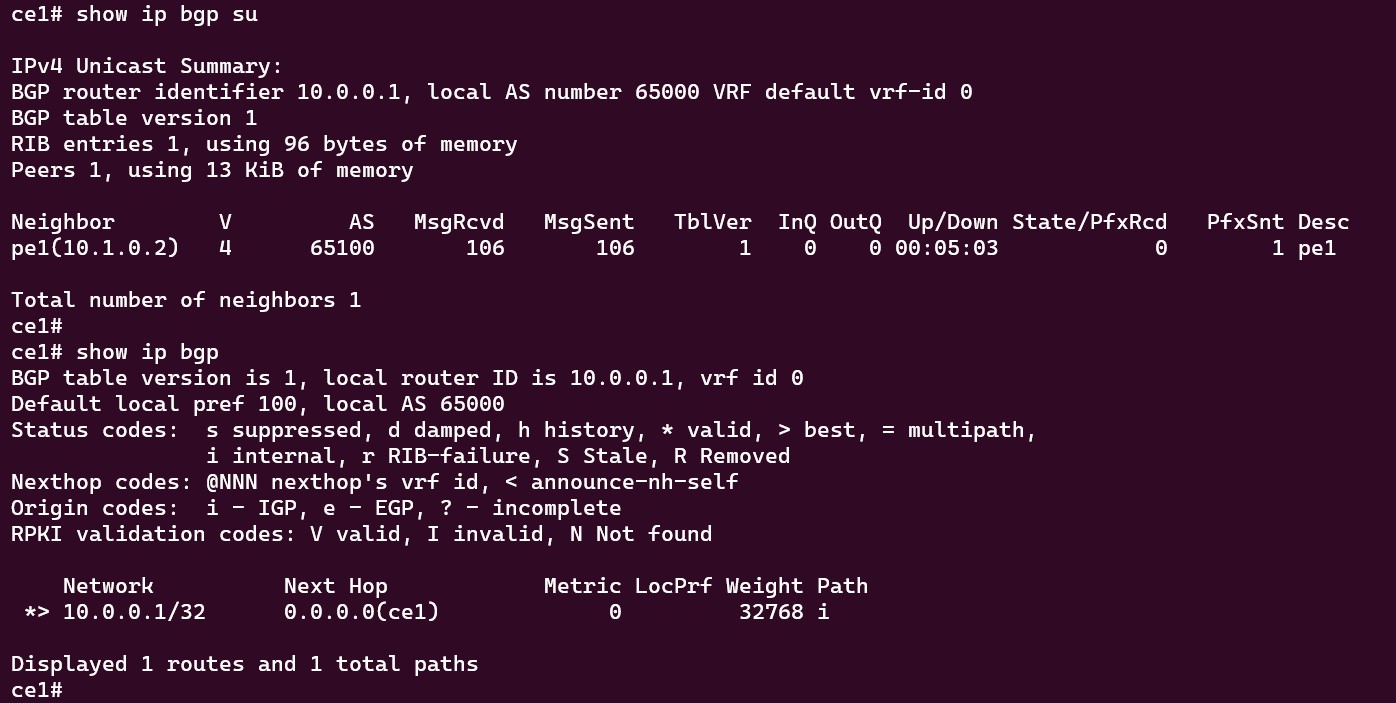 ce1# show ip bgp su

IPv4 Unicast Summary:
BGP router identifier 10.0.0.1, local AS number 65000 VRF default vrf-id 0
BGP table version 1
RIB entries 1, using 96 bytes of memory
Peers 1, using 13 KiB of memory

Neighbor        V         AS   MsgRcvd   MsgSent   TblVer  InQ OutQ  Up/Down State/PfxRcd   PfxSnt Desc
pe1(10.1.0.2)   4      65100       106       106        1    0    0 00:05:03            0        1 pe1

Total number of neighbors 1
ce1#
ce1# show ip bgp
BGP table version is 1, local router ID is 10.0.0.1, vrf id 0
Default local pref 100, local AS 65000
Status codes:  s suppressed, d damped, h history, * valid, > best, = multipath,
               i internal, r RIB-failure, S Stale, R Removed
Nexthop codes: @NNN nexthop's vrf id, < announce-nh-self
Origin codes:  i - IGP, e - EGP, ? - incomplete
RPKI validation codes: V valid, I invalid, N Not found

    Network          Next Hop            Metric LocPrf Weight Path
 *> 10.0.0.1/32      0.0.0.0(ce1)             0         32768 i

Displayed 1 routes and 1 total paths
ce1#